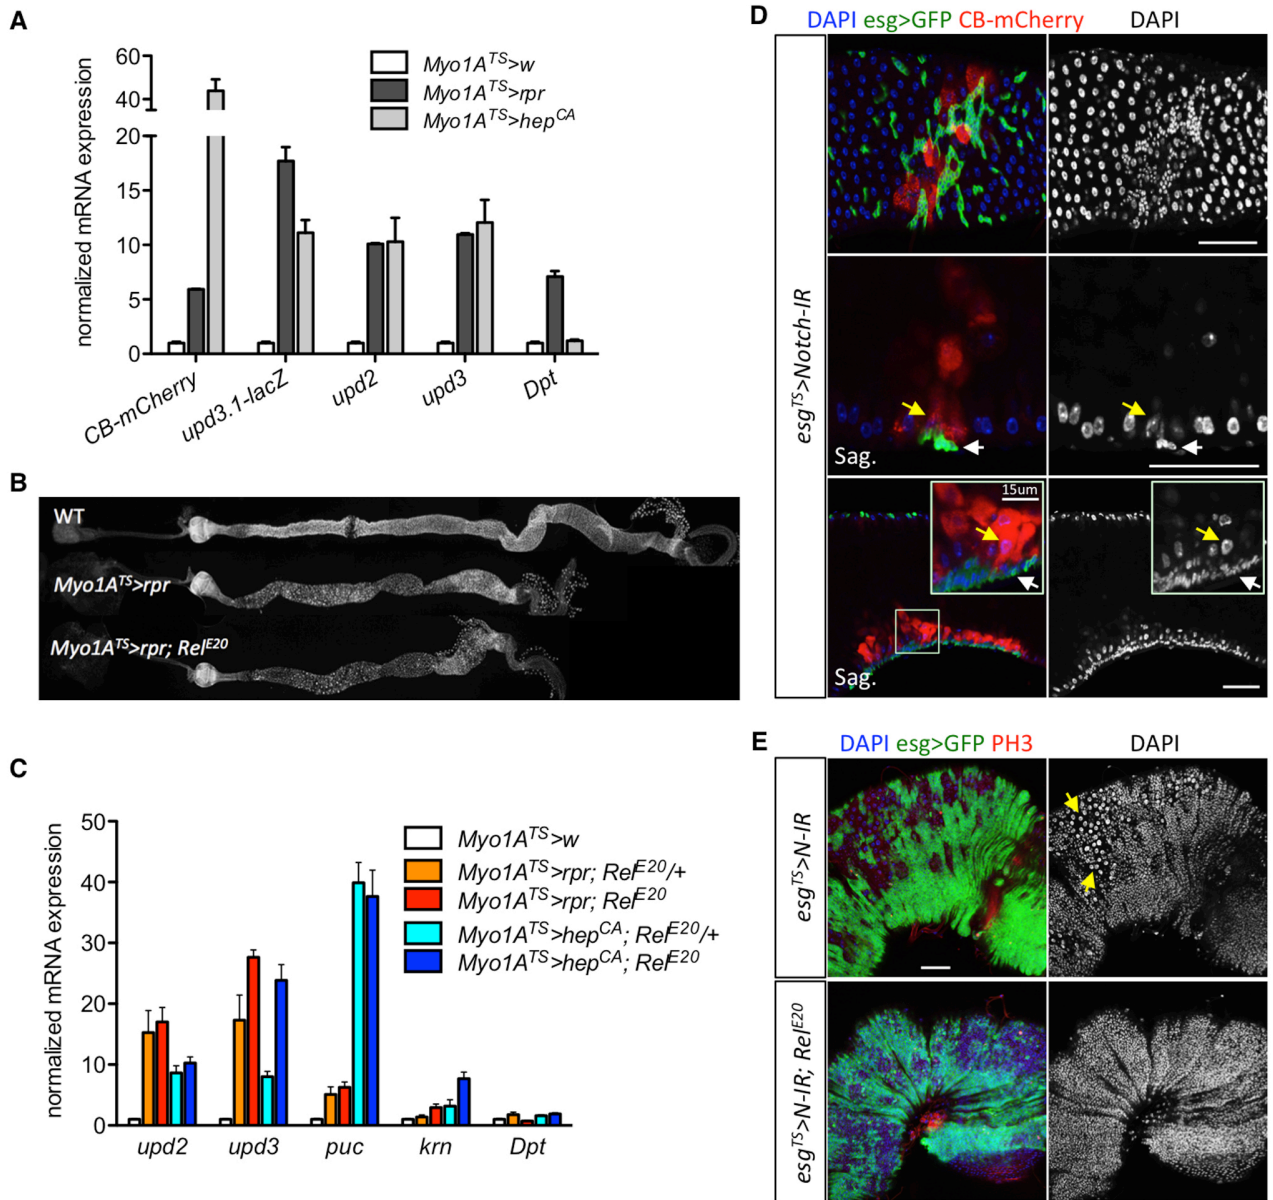 A
normalized mRNA expression
60
40
20
15
10
5
0
Myo1A^TS>w
Myo1A^TS>rpr
Myo1A^TS>hep^CA
CB-mCherry
upd3.1-lacZ
upd2
upd3
Dpt
B
WT
Myo1A^TS>rpr
Myo1A^TS>rpr; Rel^E20
C
normalized mRNA expression
50
40
30
20
10
0
Myo1A^TS>w
Myo1A^TS>rpr; Rel^E20/+
Myo1A^TS>rpr; Rel^E20
Myo1A^TS>hep^CA; Rel^E20/+
Myo1A^TS>hep^CA; Rel^E20
upd2
upd3
puc
krn
Dpt
D
DAPI esg>GFP CB-mCherry
DAPI
esg^TS>Notch-IR
Sag.
15um
Sag.
E
DAPI esg>GFP PH3
DAPI
esg^TS>N-IR
esg^TS>N-IR; Rel^E20